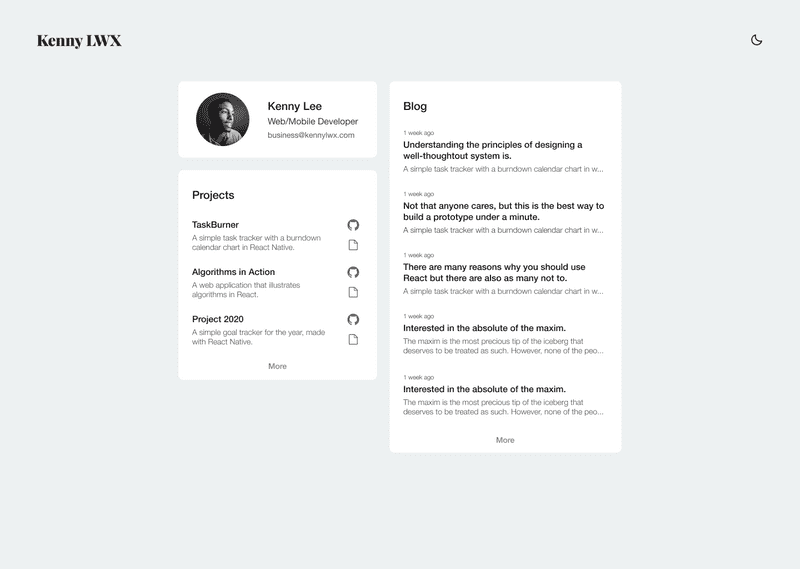 Kenny LWX
Kenny Lee
Web/Mobile Developer
business@kennylwx.com
Projects
TaskBurner
A simple task tracker with a burndown
calendar chart in React Native.
Algorithms in Action
A web application that illustrates
algorithms in React.
Project 2020
A simple goal tracker for the year, made
with React Native.
More
Blog
1 week ago
Understanding the principles of designing a
well-thoughtout system is.
A simple task tracker with a burndown calendar chart in w...
1 week ago
Not that anyone cares, but this is the best way to
build a prototype under a minute.
A simple task tracker with a burndown calendar chart in w...
1 week ago
There are many reasons why you should use
React but there are also as many not to.
A simple task tracker with a burndown calendar chart in w...
1 week ago
Interested in the absolute of the maxim.
The maxim is the most precious tip of the iceberg that
deserves to be treated as such. However, none of the peo...
1 week ago
Interested in the absolute of the maxim.
The maxim is the most precious tip of the iceberg that
deserves to be treated as such. However, none of the peo...
More